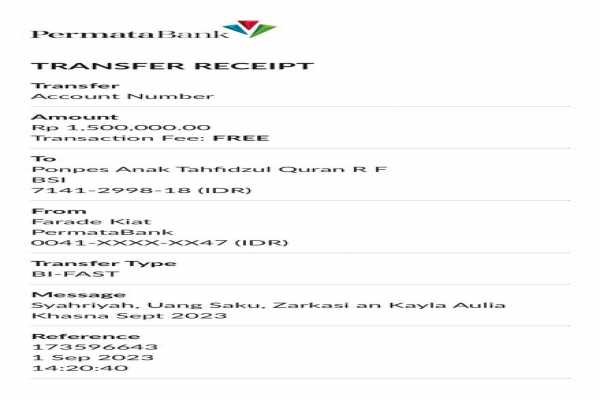 PermataBank
TRANSFER RECEIPT
Transfer
Account Number
Amount
Rp 1,500,000.00
Transaction Fee: FREE
To
Ponpes Anak Tahfidzul Quran R F
BSI
7141-2998-18 (IDR)
From
Farade Kiat
PermataBank
0041-XXXX-XX47 (IDR)
Transfer Type
BI-FAST
Message
Syahriyah, Uang Saku, Zarkasi an Kayla Aulia
Khasna Sept 2023
Reference
173596643
1 Sep 2023
14:20:40